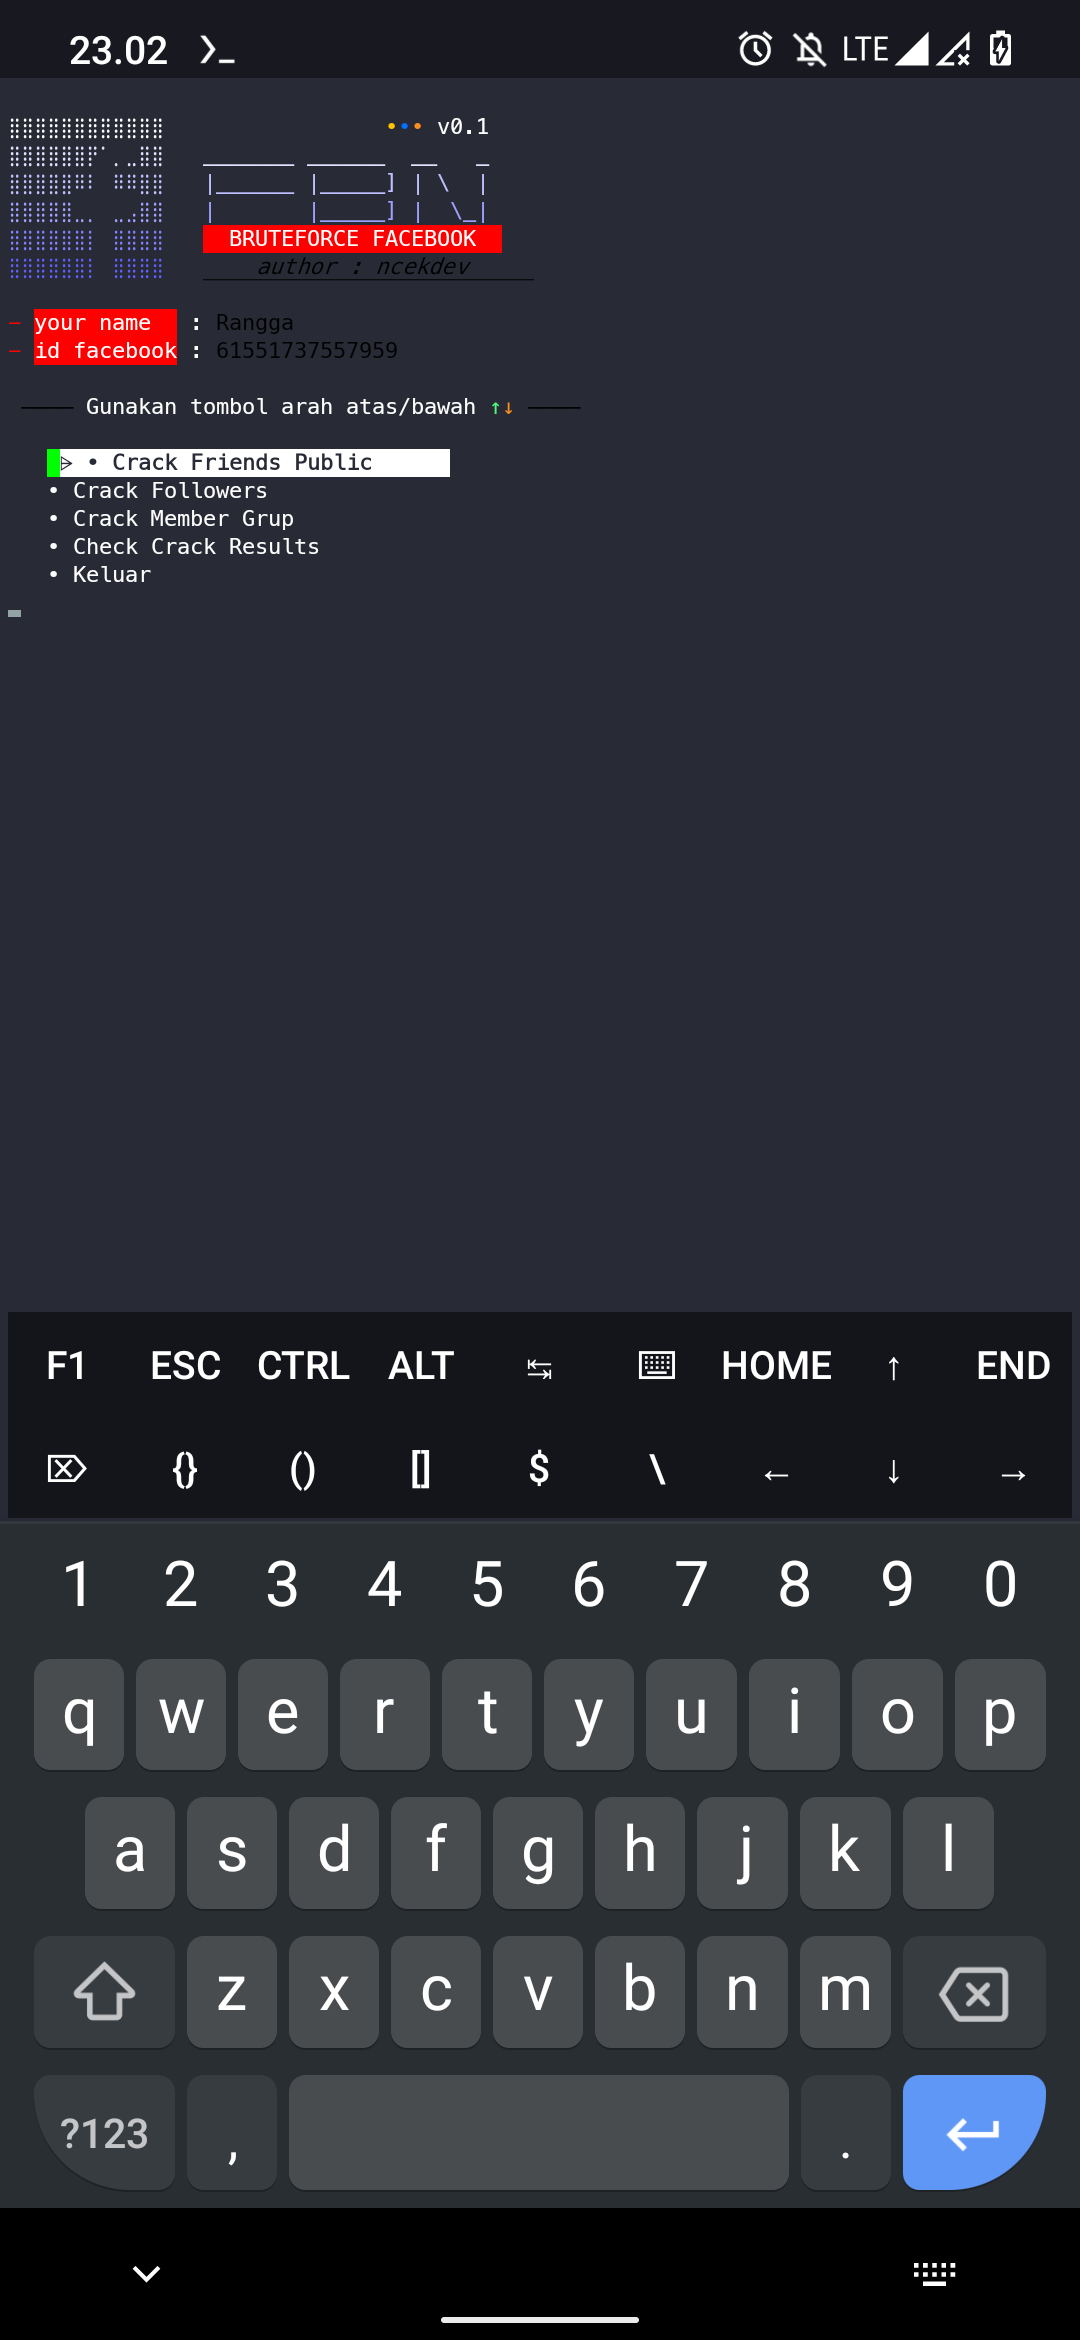 23.02 LTE
v0.1
BRUTEFORCE FACEBOOK
author : ncekdev
− your name : Rangga
− id facebook : 61551737557959
Gunakan tombol arah atas/bawah ↑↓
• Crack Friends Public
• Crack Followers
• Crack Member Grup
• Check Crack Results
• Keluar
F1 ESC CTRL ALT HOME ↑ END
{} () [] $ \ ← ↓ →
1 2 3 4 5 6 7 8 9 0
q w e r t y u i o p
a s d f g h j k l
z x c v b n m
?123 , .